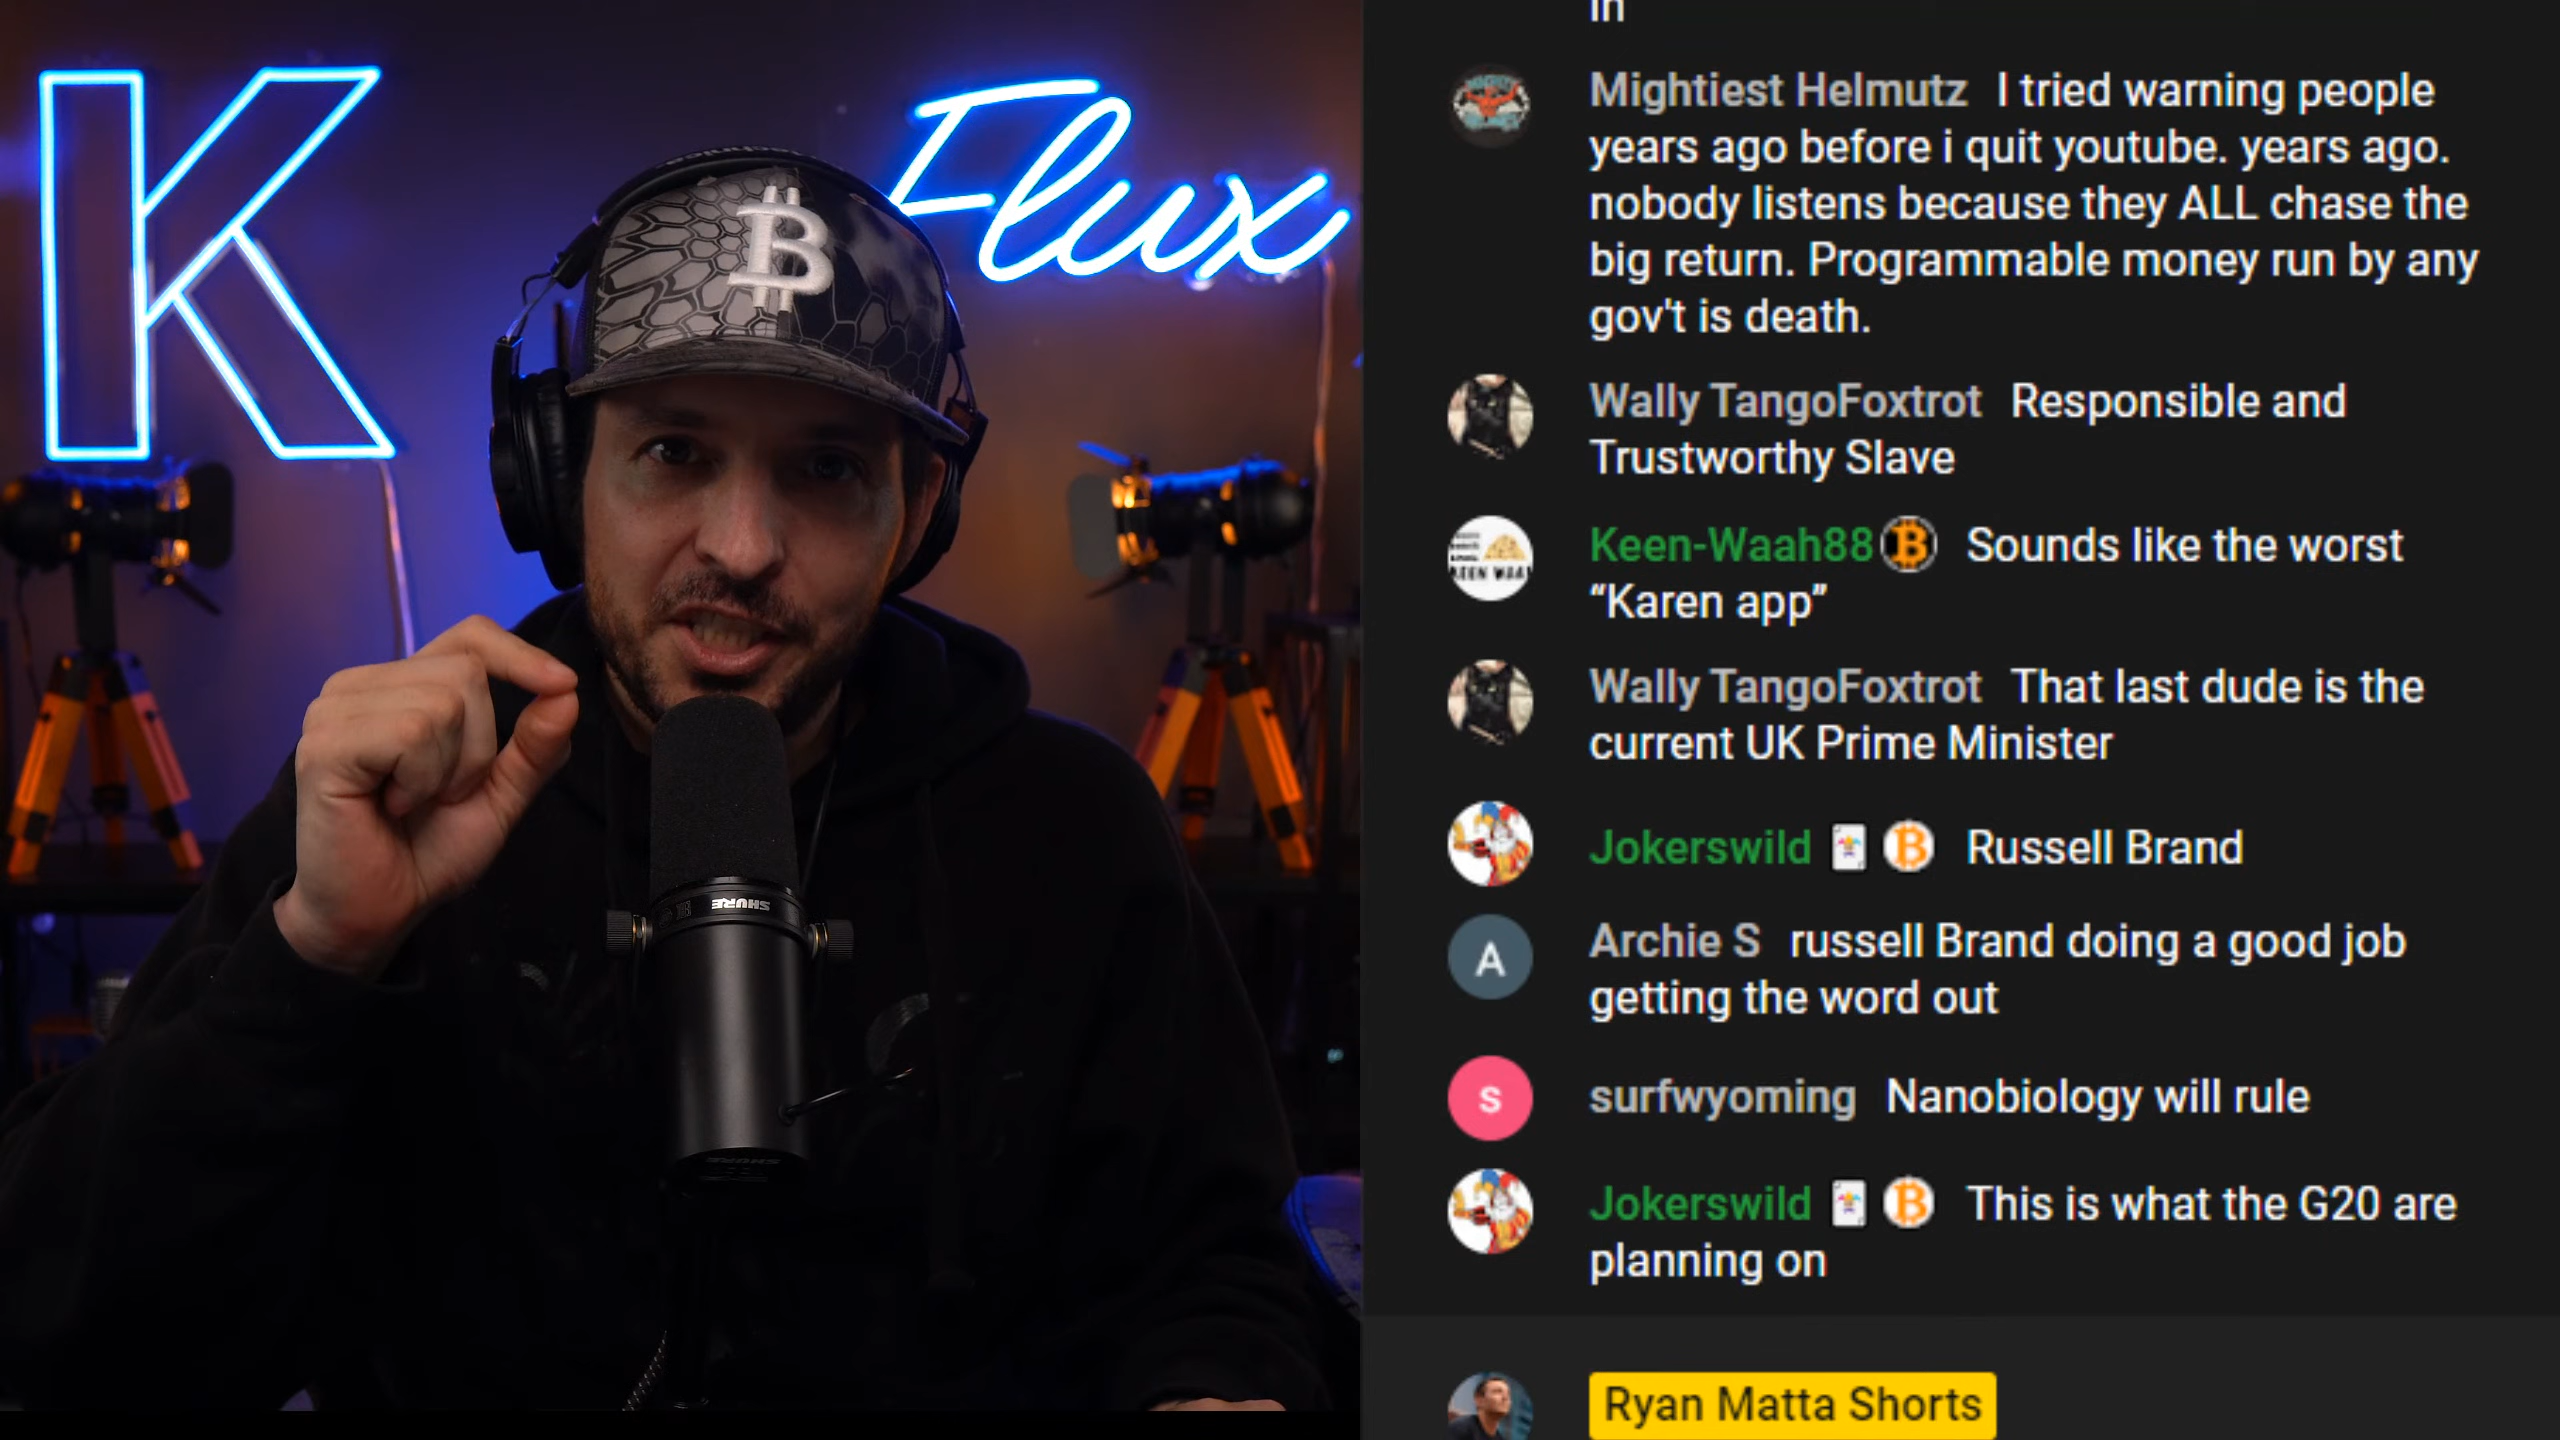 K
Flux
B
SHURE
in
Mightiest Helmutz I tried warning people
years ago before i quit youtube. years ago.
nobody listens because they ALL chase the
big return. Programmable money run by any
gov't is death.
Wally TangoFoxtrot Responsible and
Trustworthy Slave
Keen-Waah88 Sounds like the worst
“Karen app”
Wally TangoFoxtrot That last dude is the
current UK Prime Minister
Jokerswild Russell Brand
A
Archie S russell Brand doing a good job
getting the word out
s
surfwyoming Nanobiology will rule
Jokerswild This is what the G20 are
planning on
Ryan Matta Shorts